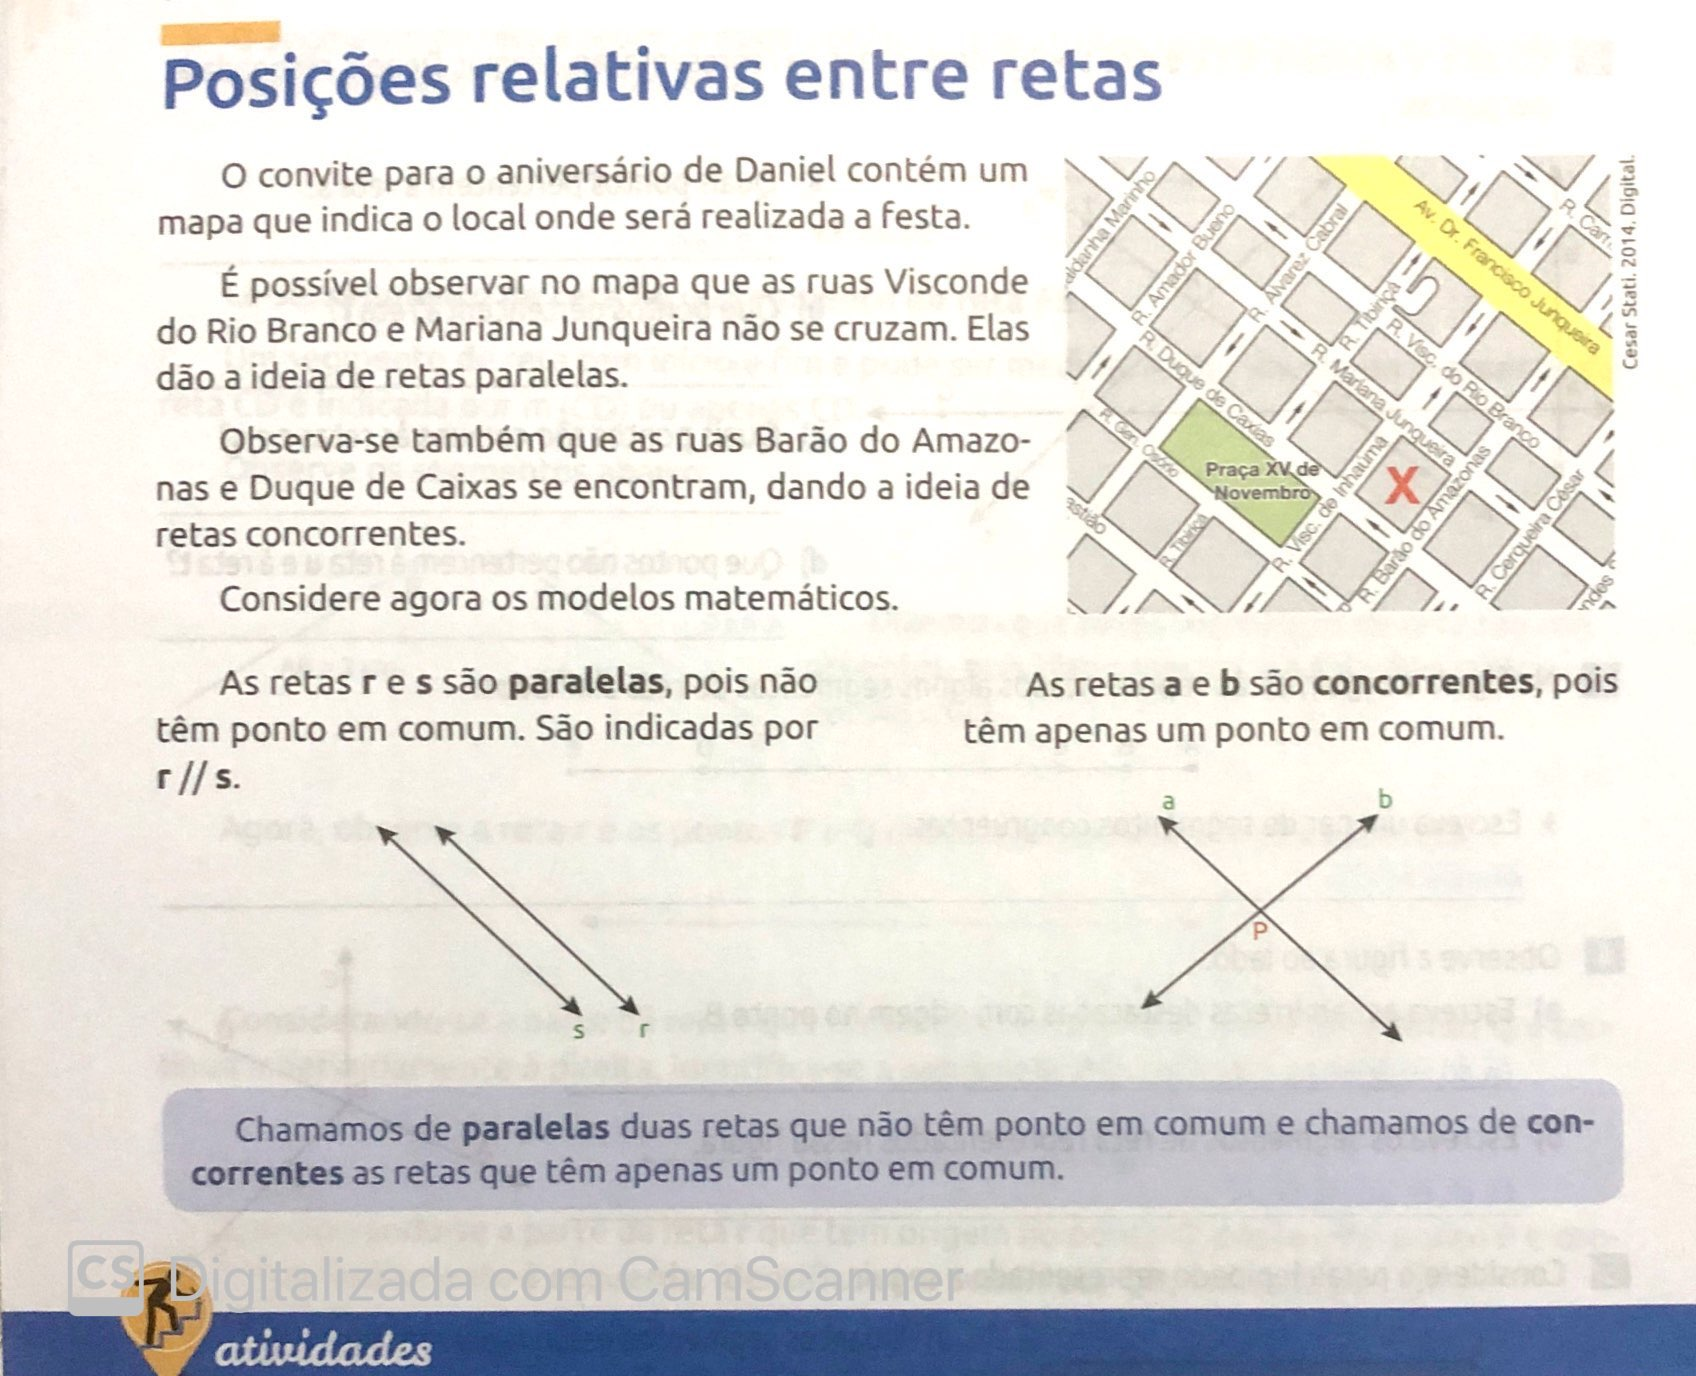 Posições relativas entre retas
O convite para o aniversário de Daniel contém um
mapa que indica o local onde será realizada a festa.
É possível observar no mapa que as ruas Visconde
do Rio Branco e Mariana Junqueira não se cruzam. Elas
dão a ideia de retas paralelas.
Observa-se também que as ruas Barão do Amazo-
nas e Duque de Caixas se encontram, dando a ideia de
retas concorrentes.
Considere agora os modelos matemáticos.
aldanha Marinho
R. Amador Bueno
R. Álvarez Cabral
R. Tibiriçá
Av. Dr. Francisco Junqueira
R. Cam
R. Visc. do Rio Branco
R. Mariana Junqueira
R. Duque de Caxias
R. Gen. Osório
Praça XV de
Novembro
X
astião
R. Tibiriçá
R. Visc. de Inhaúma
R. Barão do Amazonas
R. Cerqueira César
ndes
Cesar Stati. 2014. Digital.
As retas r e s são paralelas, pois não
têm ponto em comum. São indicadas por
r // s.
s
r
As retas a e b são concorrentes, pois
têm apenas um ponto em comum.
a
b
P
Chamamos de paralelas duas retas que não têm ponto em comum e chamamos de con-
correntes as retas que têm apenas um ponto em comum.
CS Digitalizada com CamScanner
atividades